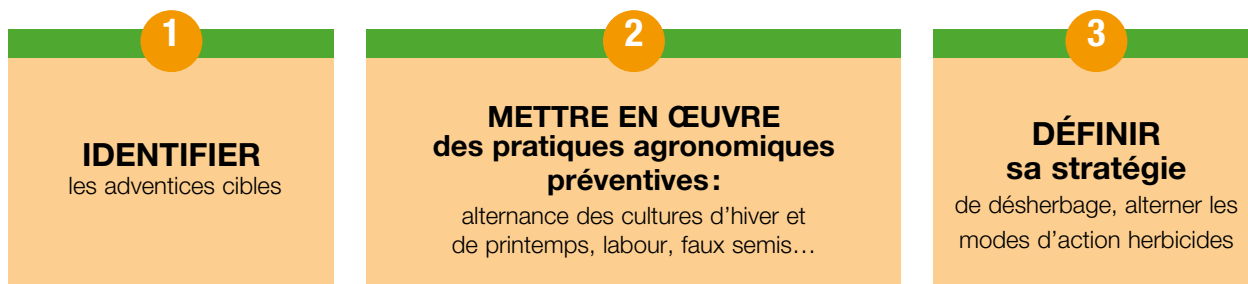 1
IDENTIFIER
les adventices cibles
2
METTRE EN ŒUVRE
des pratiques agronomiques
préventives :
alternance des cultures d’hiver et
de printemps, labour, faux semis…
3
DÉFINIR
sa stratégie
de désherbage, alterner les
modes d’action herbicides